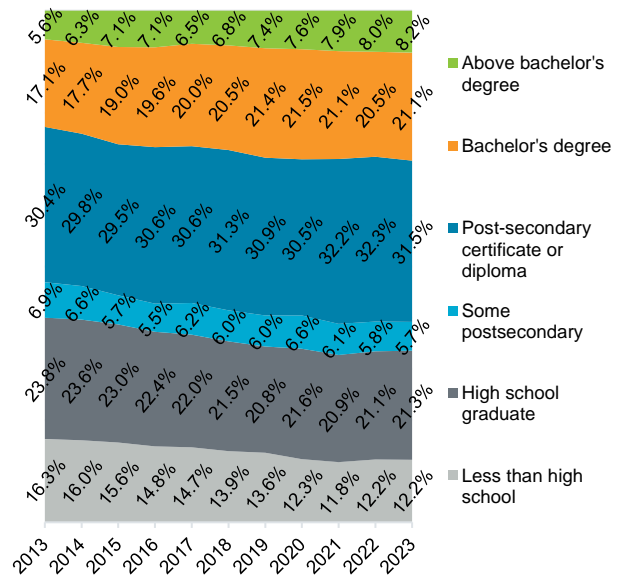 5.6% 6.3% 7.1% 7.1% 6.5% 6.8% 7.4% 7.6% 7.9% 8.0% 8.2%
17.1% 17.7% 19.0% 19.6% 20.0% 20.5% 21.4% 21.5% 21.1% 20.5% 21.1%
30.4% 29.8% 29.5% 30.6% 30.6% 31.3% 30.9% 30.5% 32.2% 32.3% 31.5%
6.9% 6.6% 5.7% 5.5% 6.2% 6.0% 6.0% 6.6% 6.1% 5.8% 5.7%
23.8% 23.6% 23.0% 22.4% 22.0% 21.5% 20.8% 21.6% 20.9% 21.1% 21.3%
16.3% 16.0% 15.6% 14.8% 14.7% 13.9% 13.6% 12.3% 11.8% 12.2% 12.2%
2013 2014 2015 2016 2017 2018 2019 2020 2021 2022 2023
Above bachelor's
degree
Bachelor's degree
Post-secondary
certificate or
diploma
Some
postsecondary
High school
graduate
Less than high
school